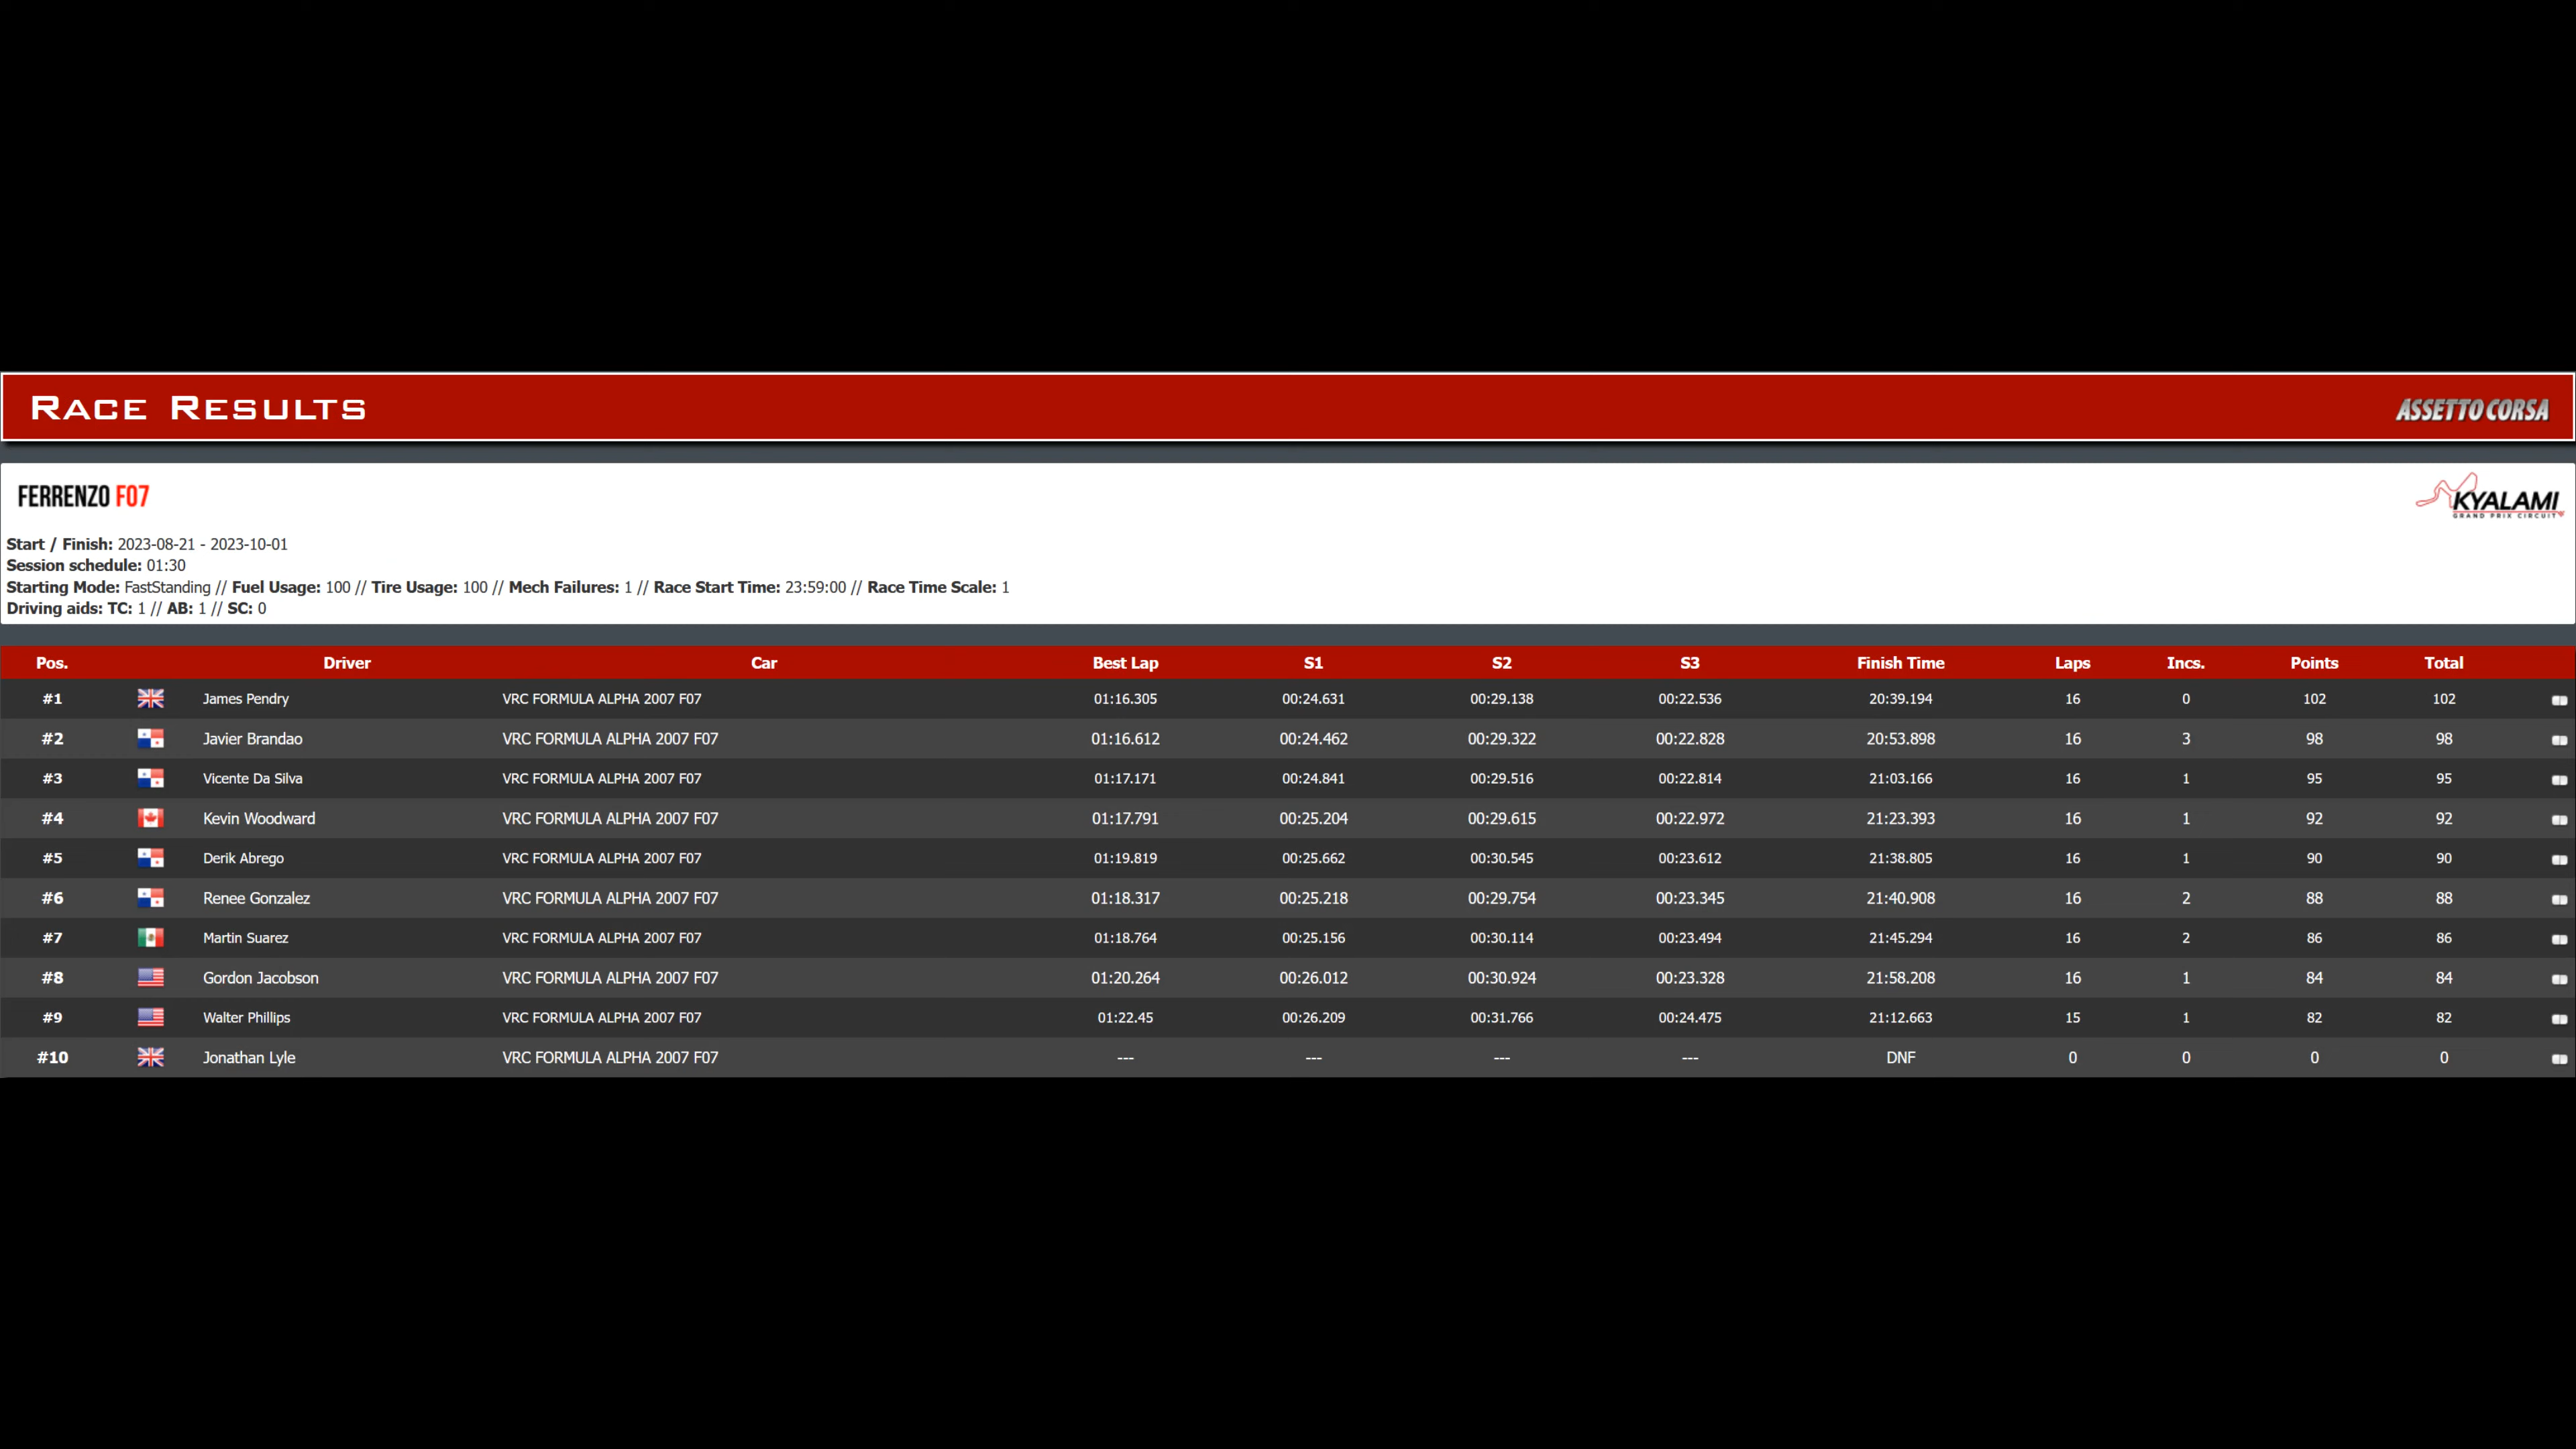 RACE RESULTS
ASSETTO CORSA
FERRENZO F07
KYALAMI
GRAND PRIX CIRCUIT
Start / Finish: 2023-08-21 - 2023-10-01
Session schedule: 01:30
Starting Mode: FastStanding // Fuel Usage: 100 // Tire Usage: 100 // Mech Failures: 1 // Race Start Time: 23:59:00 // Race Time Scale: 1
Driving aids: TC: 1 // AB: 1 // SC: 0
Pos. Driver Car Best Lap S1 S2 S3 Finish Time Laps Incs. Points Total
#1 James Pendry VRC FORMULA ALPHA 2007 F07 01:16.305 00:24.631 00:29.138 00:22.536 20:39.194 16 0 102 102
#2 Javier Brandao VRC FORMULA ALPHA 2007 F07 01:16.612 00:24.462 00:29.322 00:22.828 20:53.898 16 3 98 98
#3 Vicente Da Silva VRC FORMULA ALPHA 2007 F07 01:17.171 00:24.841 00:29.516 00:22.814 21:03.166 16 1 95 95
#4 Kevin Woodward VRC FORMULA ALPHA 2007 F07 01:17.791 00:25.204 00:29.615 00:22.972 21:23.393 16 1 92 92
#5 Derik Abrego VRC FORMULA ALPHA 2007 F07 01:19.819 00:25.662 00:30.545 00:23.612 21:38.805 16 1 90 90
#6 Renee Gonzalez VRC FORMULA ALPHA 2007 F07 01:18.317 00:25.218 00:29.754 00:23.345 21:40.908 16 2 88 88
#7 Martin Suarez VRC FORMULA ALPHA 2007 F07 01:18.764 00:25.156 00:30.114 00:23.494 21:45.294 16 2 86 86
#8 Gordon Jacobson VRC FORMULA ALPHA 2007 F07 01:20.264 00:26.012 00:30.924 00:23.328 21:58.208 16 1 84 84
#9 Walter Phillips VRC FORMULA ALPHA 2007 F07 01:22.45 00:26.209 00:31.766 00:24.475 21:12.663 15 1 82 82
#10 Jonathan Lyle VRC FORMULA ALPHA 2007 F07 --- --- --- --- DNF 0 0 0 0